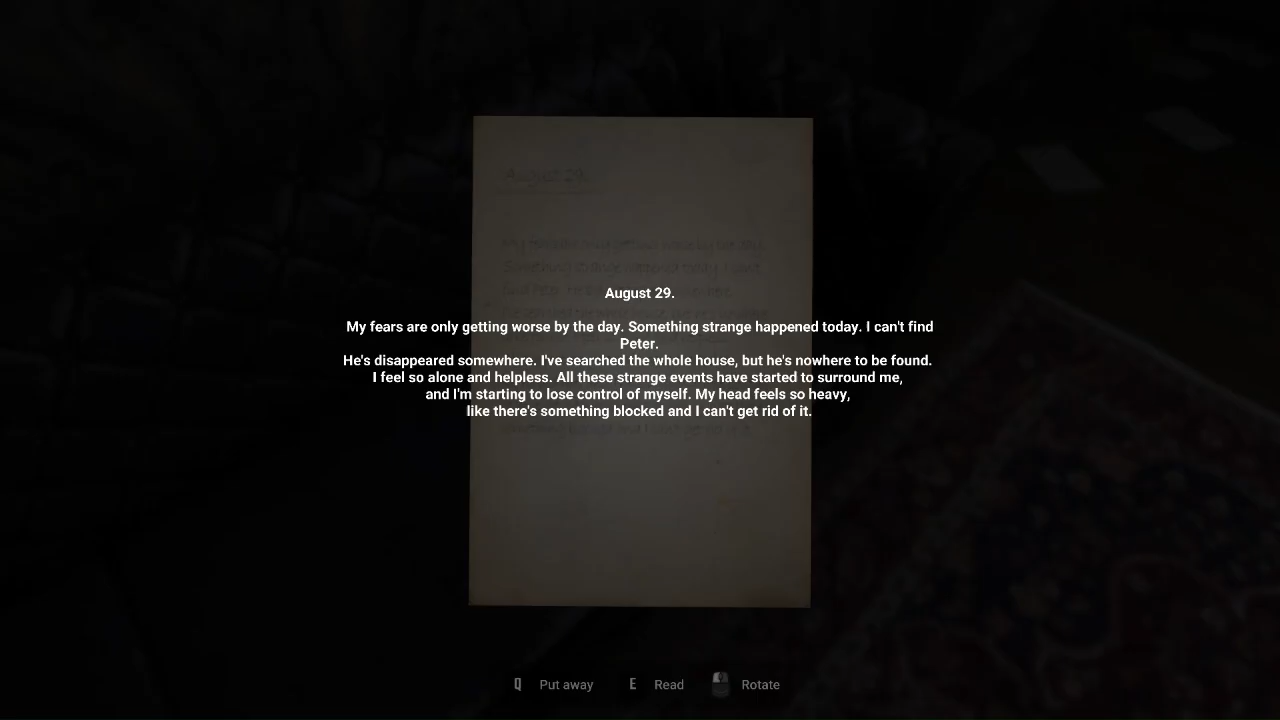 August 29.
My fears are only getting worse by the day. Something strange happened today. I can't find
Peter.
He's disappeared somewhere. I've searched the whole house, but he's nowhere to be found.
I feel so alone and helpless. All these strange events have started to surround me,
and I'm starting to lose control of myself. My head feels so heavy,
like there's something blocked and I can't get rid of it.
Q Put away E Read Rotate